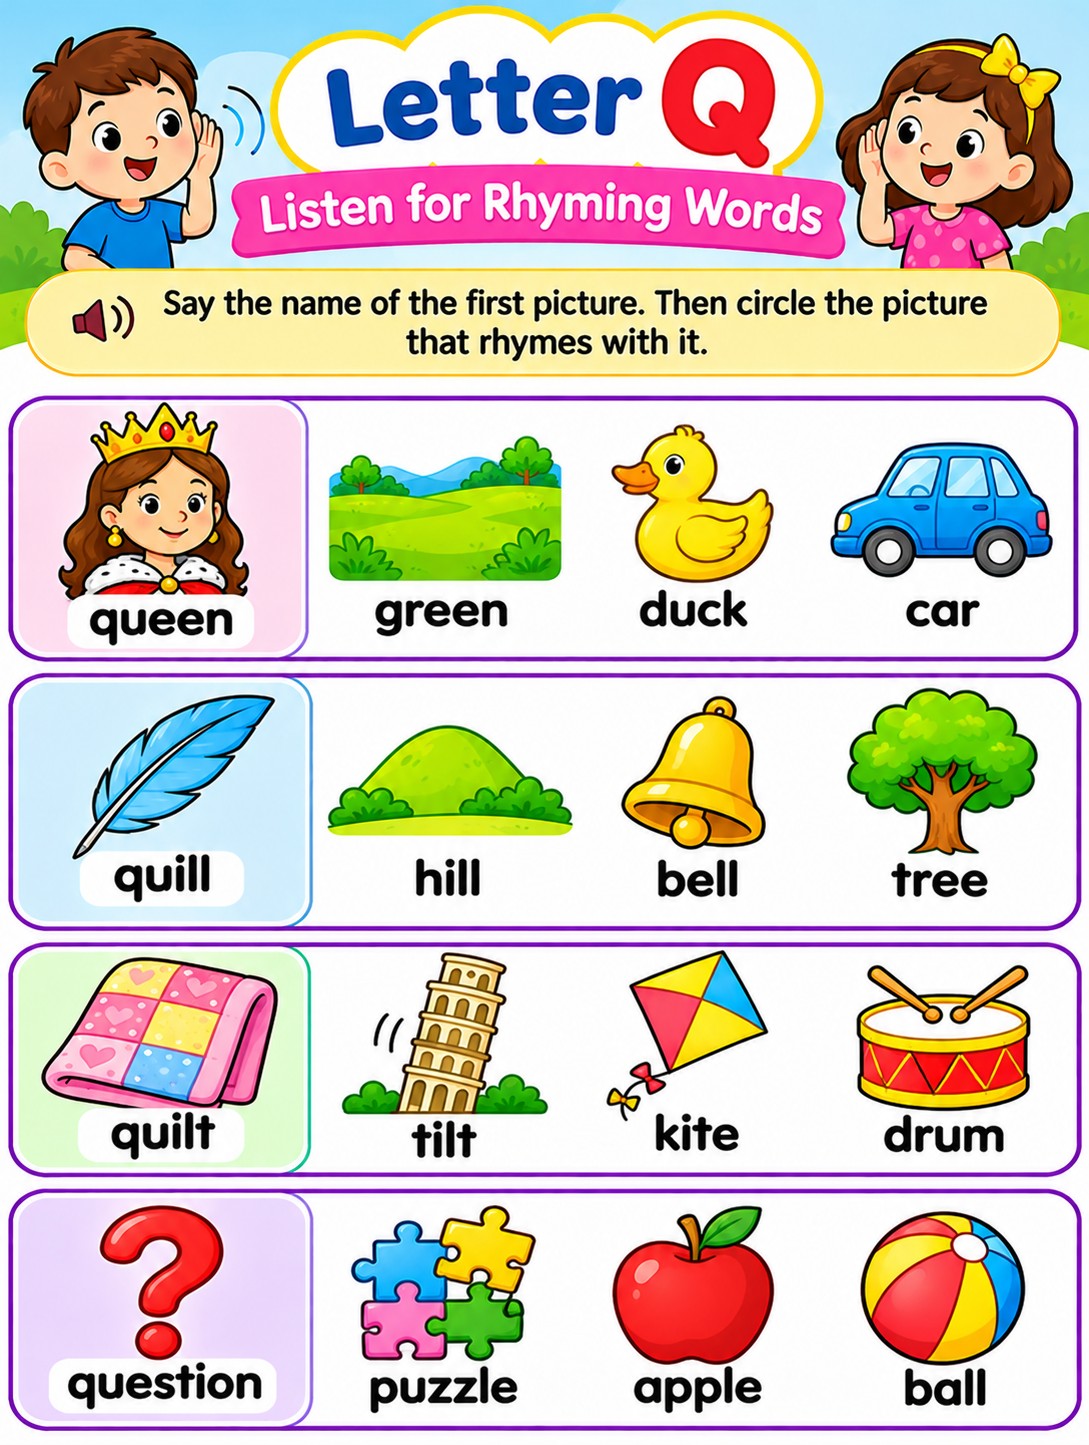 Letter Q
Listen for Rhyming Words
Say the name of the first picture. Then circle the picture
that rhymes with it.
queen green duck car
quill hill bell tree
quilt tilt kite drum
question puzzle apple ball